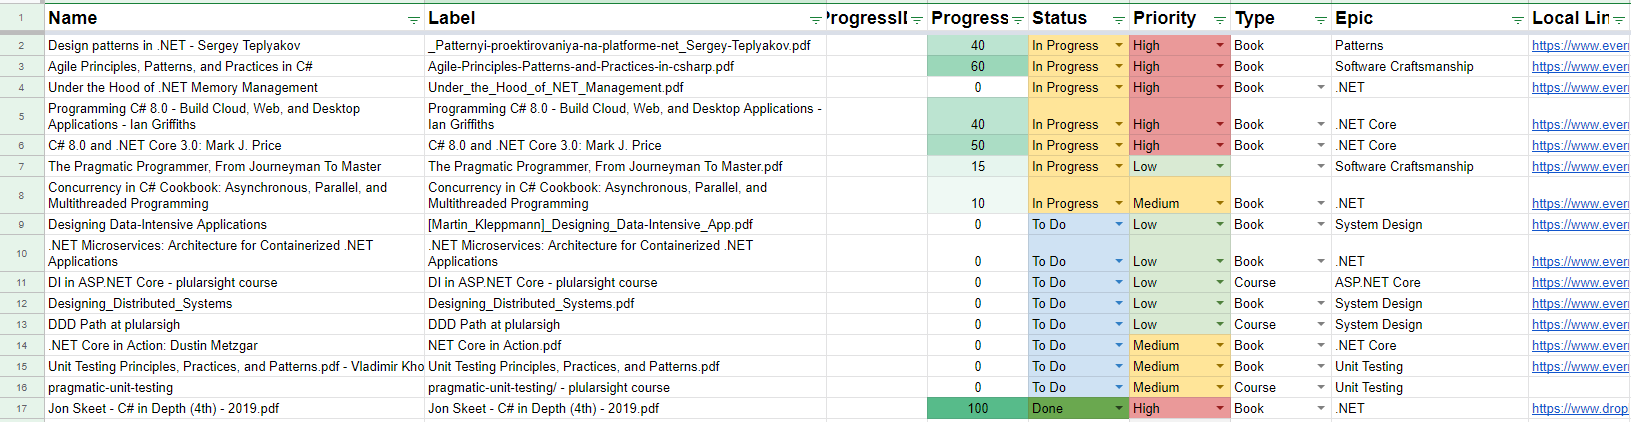 1 Name Label ProgressI Progress Status Priority Type Epic Local Lin
2 Design patterns in .NET - Sergey Teplyakov _Patternyi-proektirovaniya-na-platforme-net_Sergey-Teplyakov.pdf 40 In Progress High Book Patterns https://www.ever
3 Agile Principles, Patterns, and Practices in C# Agile-Principles-Patterns-and-Practices-in-csharp.pdf 60 In Progress High Book Software Craftsmanship https://www.ever
4 Under the Hood of .NET Memory Management Under_the_Hood_of_NET_Management.pdf 0 In Progress High Book .NET https://www.ever
Programming C# 8.0 - Build Cloud, Web, and Desktop Programming C# 8.0 - Build Cloud, Web, and Desktop Applications -
5 Applications - Ian Griffiths Ian Griffiths 40 In Progress High Book .NET Core https://www.ever
6 C# 8.0 and .NET Core 3.0: Mark J. Price C# 8.0 and .NET Core 3.0: Mark J. Price 50 In Progress High Book .NET Core https://www.ever
7 The Pragmatic Programmer, From Journeyman To Master The Pragmatic Programmer, From Journeyman To Master.pdf 15 In Progress Low Software Craftsmanship https://www.ever
Concurrency in C# Cookbook: Asynchronous, Parallel, and Concurrency in C# Cookbook: Asynchronous, Parallel, and
8 Multithreaded Programming Multithreaded Programming 10 In Progress Medium Book .NET https://www.ever
9 Designing Data-Intensive Applications [Martin_Kleppmann]_Designing_Data-Intensive_App.pdf 0 To Do Low Book System Design https://www.ever
.NET Microservices: Architecture for Containerized .NET .NET Microservices: Architecture for Containerized .NET
10 Applications Applications 0 To Do Low Book .NET https://www.ever
11 DI in ASP.NET Core - plularsight course DI in ASP.NET Core - plularsight course 0 To Do Low Course ASP.NET Core https://www.ever
12 Designing_Distributed_Systems Designing_Distributed_Systems.pdf 0 To Do Low Book System Design https://www.ever
13 DDD Path at plularsigh DDD Path at plularsigh 0 To Do Low Course System Design https://www.ever
14 .NET Core in Action: Dustin Metzgar NET Core in Action.pdf 0 To Do Medium Book .NET Core https://www.ever
15 Unit Testing Principles, Practices, and Patterns.pdf - Vladimir Kho Unit Testing Principles, Practices, and Patterns.pdf 0 To Do Medium Book Unit Testing https://www.ever
16 pragmatic-unit-testing pragmatic-unit-testing/ - plularsight course 0 To Do Medium Course Unit Testing
17 Jon Skeet - C# in Depth (4th) - 2019.pdf Jon Skeet - C# in Depth (4th) - 2019.pdf 100 Done High Book .NET https://www.drop